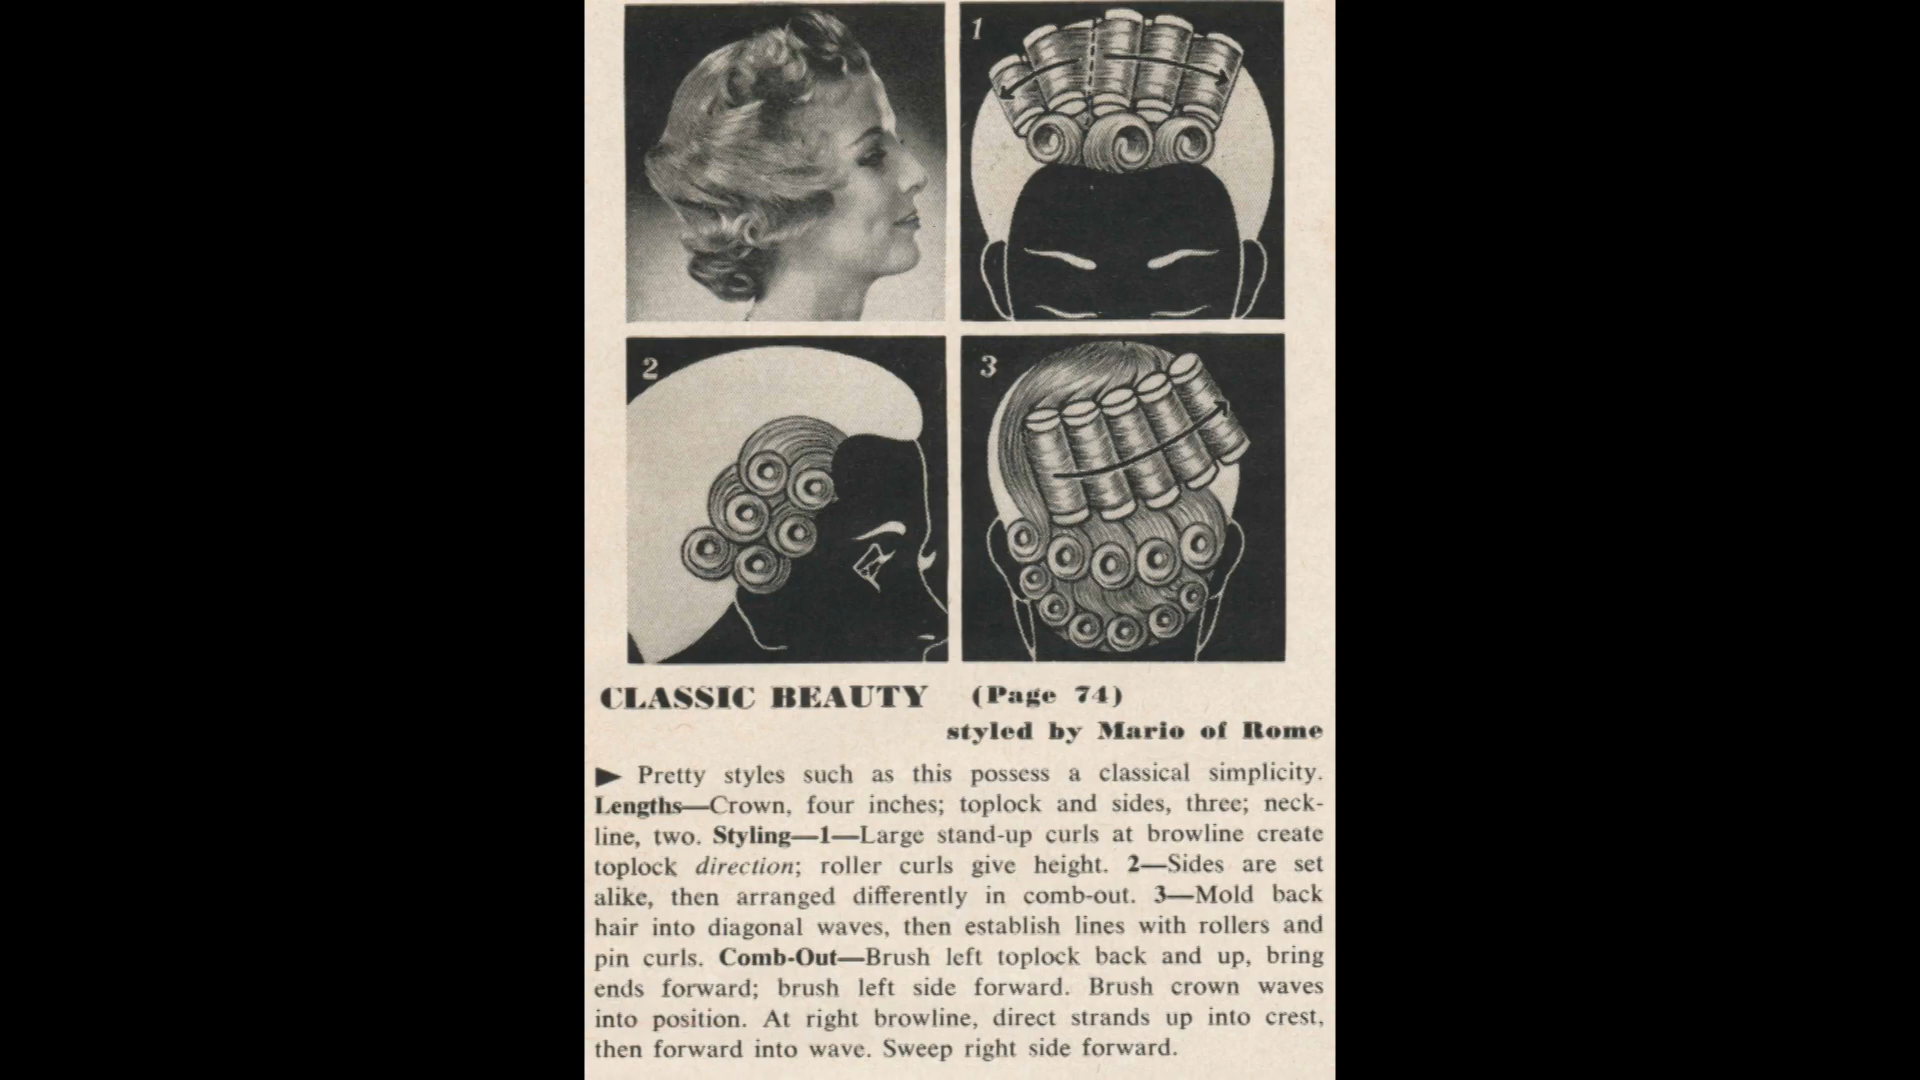 1
2
3
CLASSIC BEAUTY (Page 74)
styled by Mario of Rome
► Pretty styles such as this possess a classical simplicity.
Lengths—Crown, four inches; toplock and sides, three; neck-
line, two. Styling—1—Large stand-up curls at browline create
toplock direction; roller curls give height. 2—Sides are set
alike, then arranged differently in comb-out. 3—Mold back
hair into diagonal waves, then establish lines with rollers and
pin curls. Comb-Out—Brush left toplock back and up, bring
ends forward; brush left side forward. Brush crown waves
into position. At right browline, direct strands up into crest,
then forward into wave. Sweep right side forward.